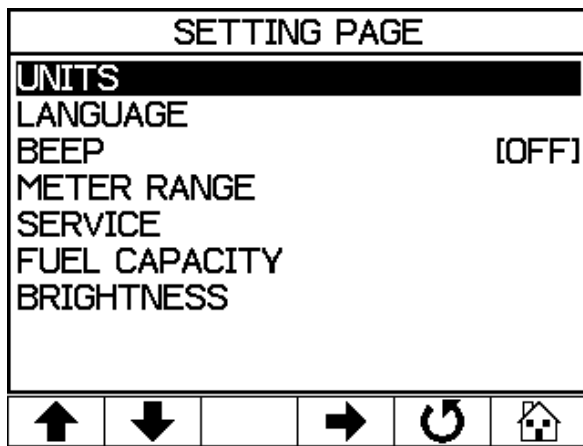 SETTING PAGE
UNITS
LANGUAGE
BEEP [OFF]
METER RANGE
SERVICE
FUEL CAPACITY
BRIGHTNESS